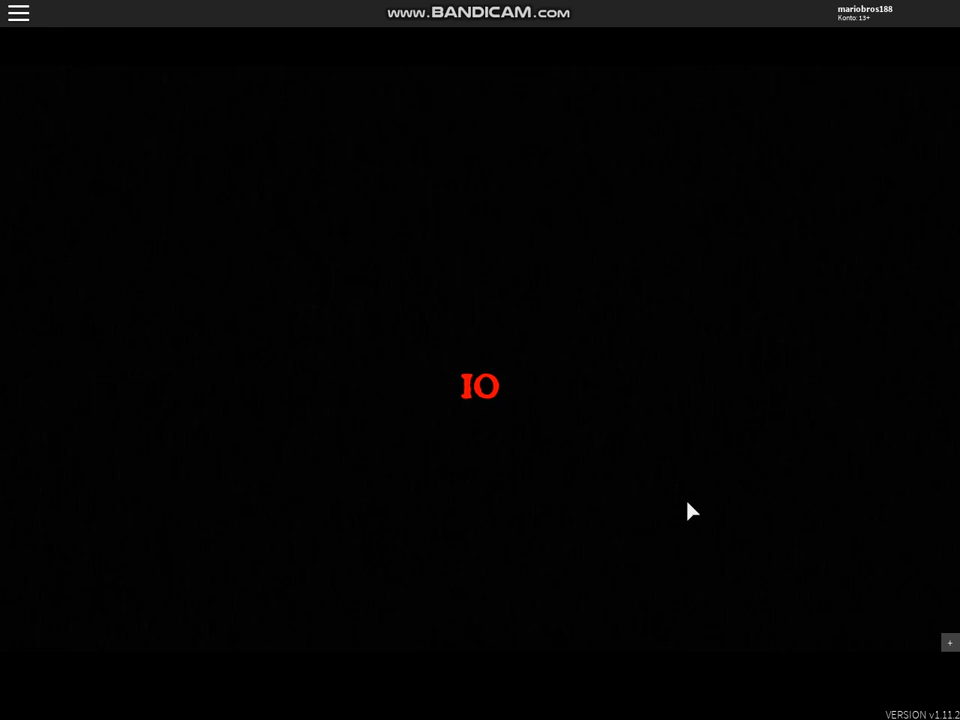 www.BANDICAM.com
mariobros188
Konto: 13+
IO
+
VERSION v1.11.2